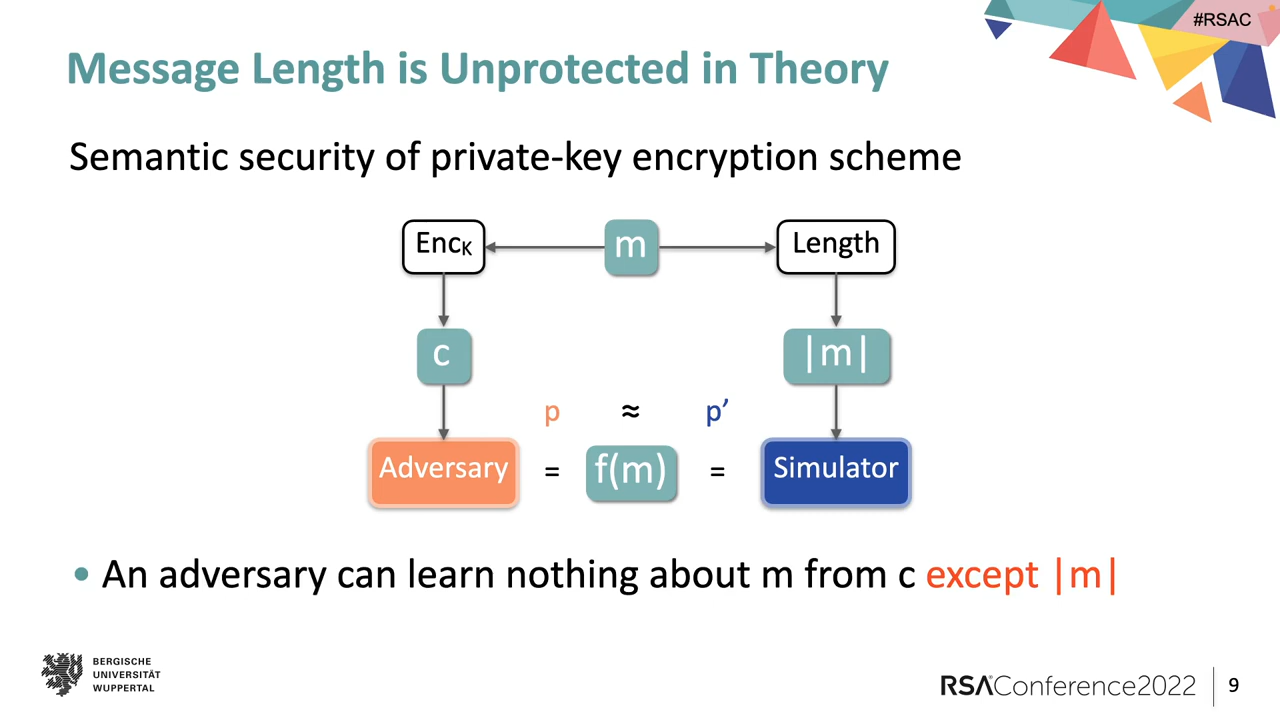 #RSAC
Message Length is Unprotected in Theory
Semantic security of private-key encryption scheme
EncK m Length
c |m|
p ≈ p’
Adversary = f(m) = Simulator
• An adversary can learn nothing about m from c except |m|
BERGISCHE
UNIVERSITÄT
WUPPERTAL
RSAConference2022 9